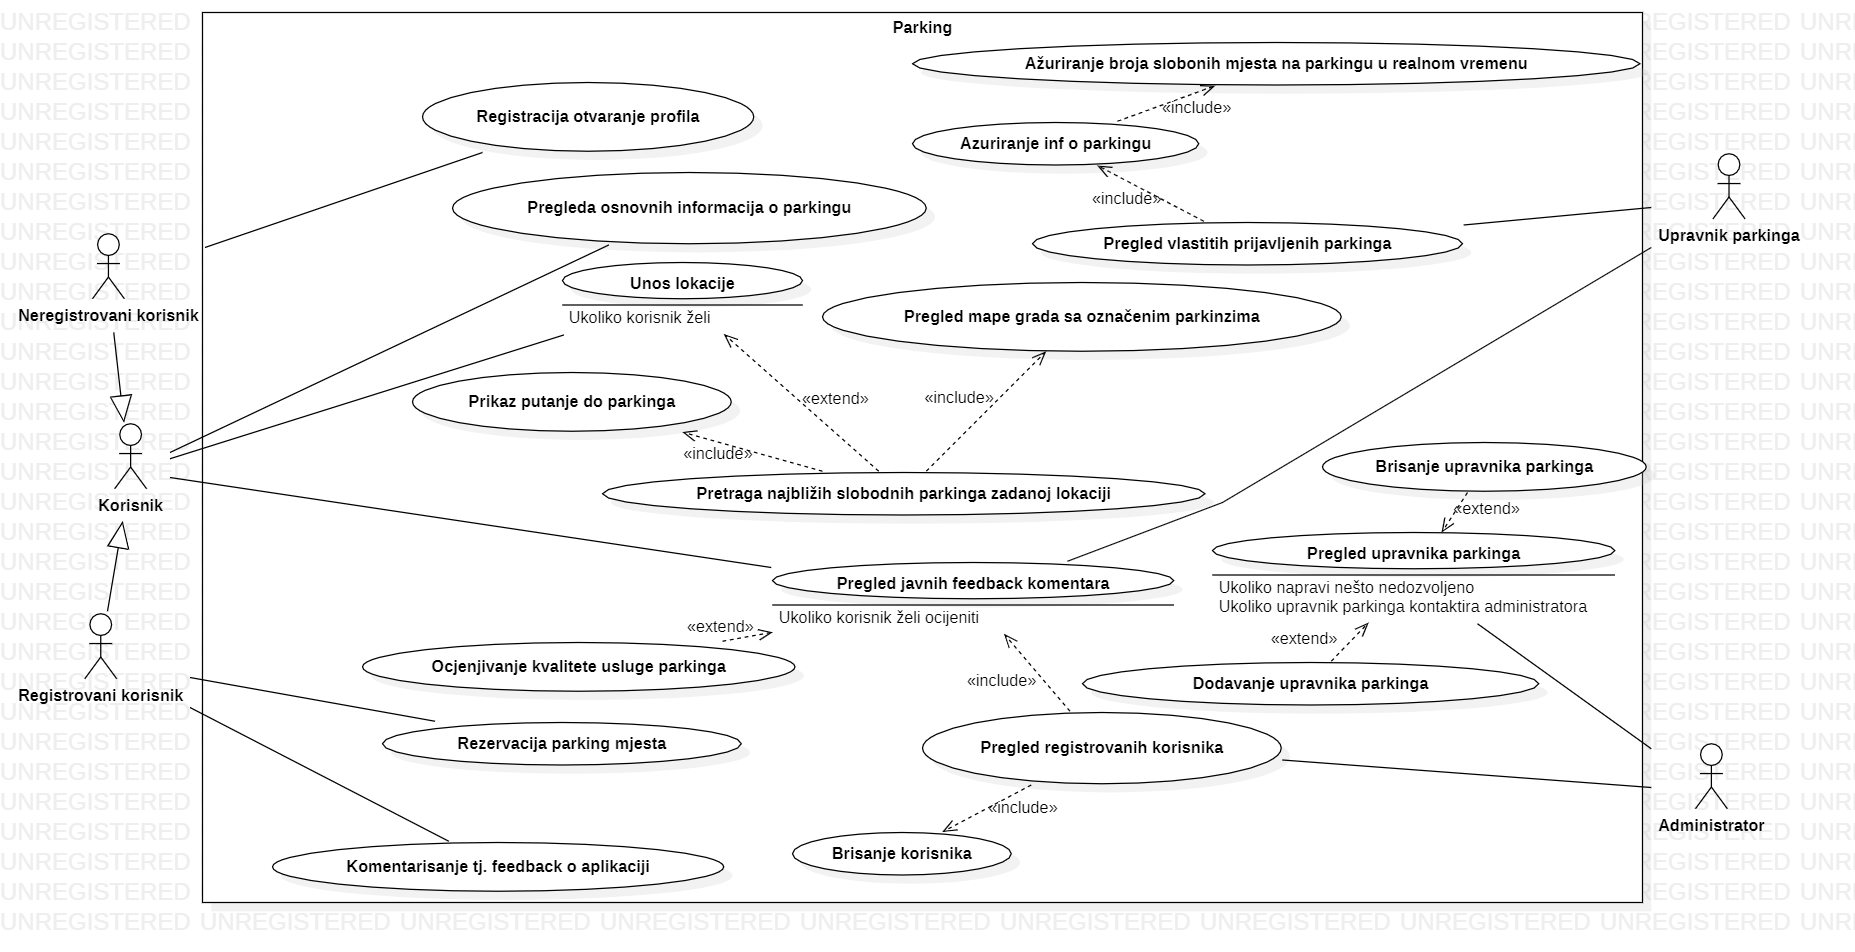 Parking
Ažuriranje broja slobonih mjesta na parkingu u realnom vremenu
«include»
Registracija otvaranje profila
Azuriranje inf o parkingu
«include»
Pregleda osnovnih informacija o parkingu
Pregled vlastitih prijavljenih parkinga
Upravnik parkinga
Neregistrovani korisnik
Unos lokacije
Ukoliko korisnik želi
Pregled mape grada sa označenim parkinzima
Prikaz putanje do parkinga
«extend»
«include»
«include»
Korisnik
Pretraga najbližih slobodnih parkinga zadanoj lokaciji
Brisanje upravnika parkinga
«extend»
Pregled upravnika parkinga
Ukoliko napravi nešto nedozvoljeno
Ukoliko upravnik parkinga kontaktira administratora
Pregled javnih feedback komentara
Ukoliko korisnik želi ocijeniti
«extend»
«extend»
Ocjenjivanje kvalitete usluge parkinga
«include»
Dodavanje upravnika parkinga
Registrovani korisnik
Rezervacija parking mjesta
Pregled registrovanih korisnika
«include»
Administrator
Brisanje korisnika
Komentarisanje tj. feedback o aplikaciji
UNREGISTERED UNREGISTERED UNREGISTERED UNREGISTERED UNREGISTERED UNREGISTERED UNREGISTERED UNREGISTERED UNREGISTERED